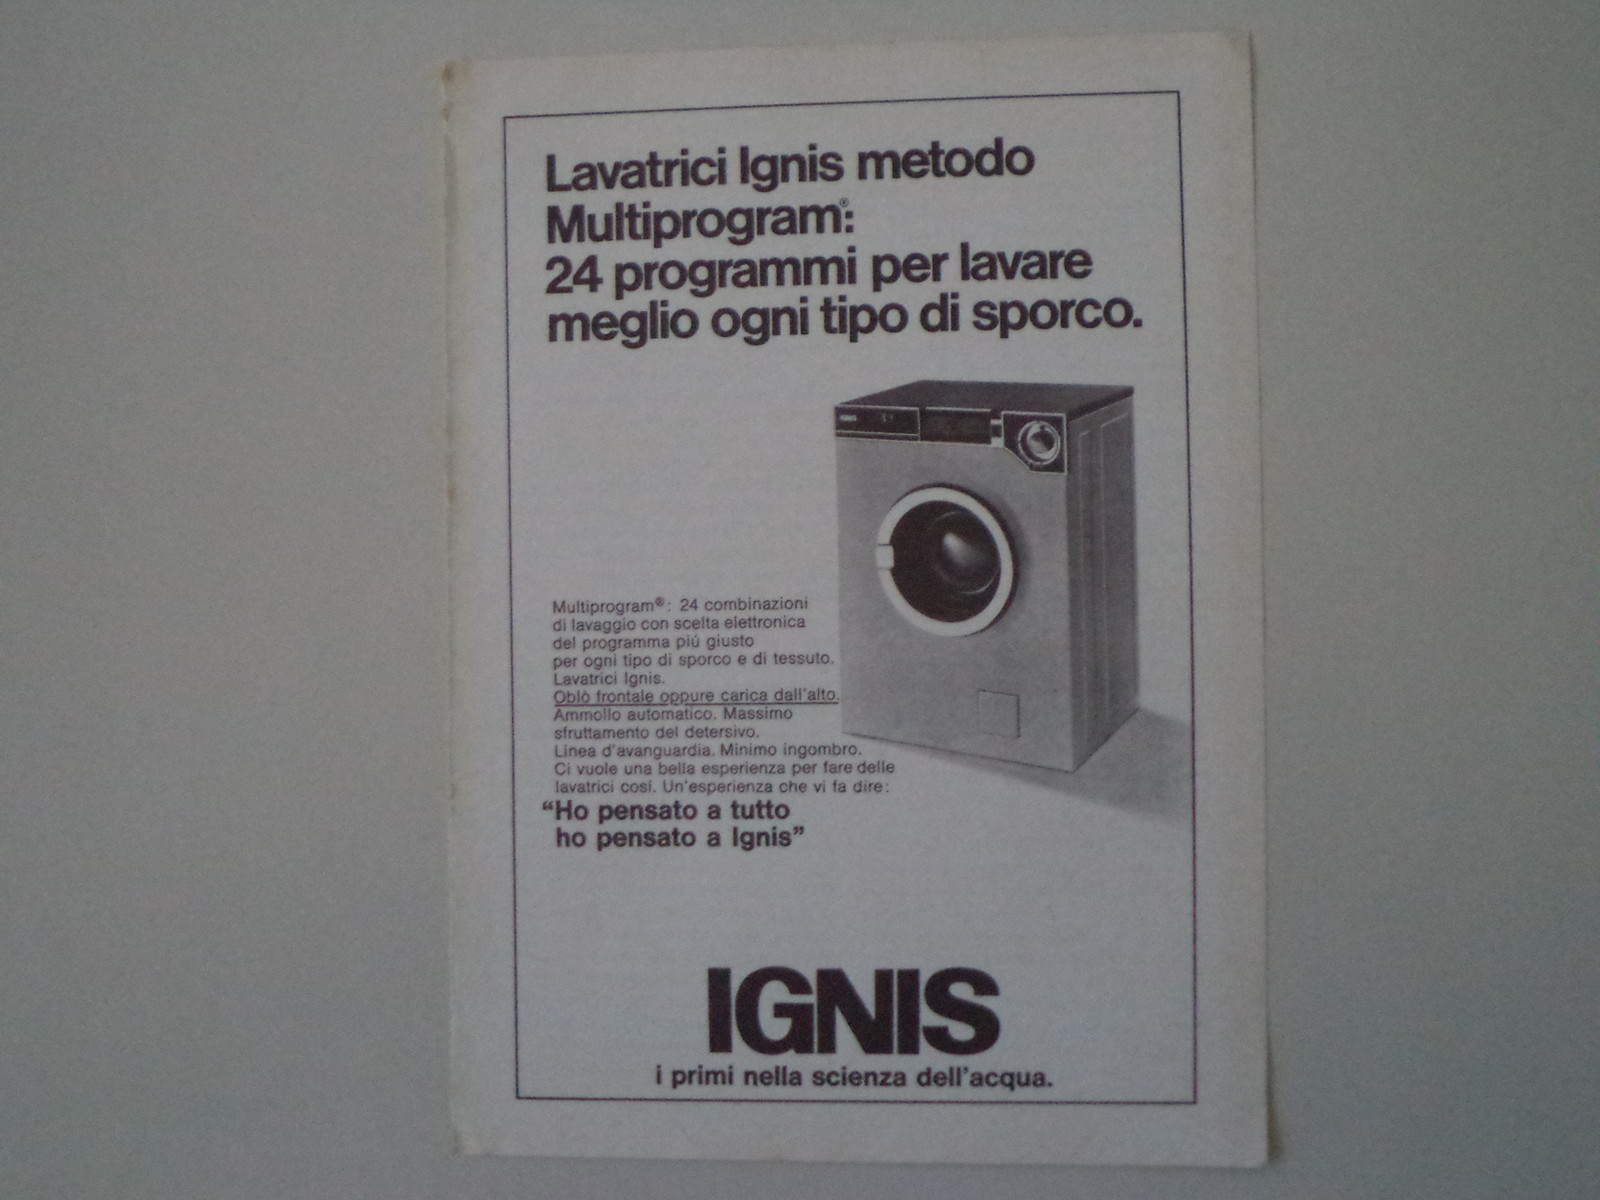 Lavatrici Ignis metodo
Multiprogram®:
24 programmi per lavare
meglio ogni tipo di sporco.
IGNIS
Multiprogram®: 24 combinazioni
di lavaggio con scelta elettronica
del programma piú giusto
per ogni tipo di sporco e di tessuto.
Lavatrici Ignis.
Oblò frontale oppure carica dall'alto.
Ammollo automatico. Massimo
sfruttamento del detersivo.
Linea d'avanguardia. Minimo ingombro.
Ci vuole una bella esperienza per fare delle
lavatrici cosí. Un'esperienza che vi fa dire:
“Ho pensato a tutto
ho pensato a Ignis”
IGNIS
i primi nella scienza dell'acqua.